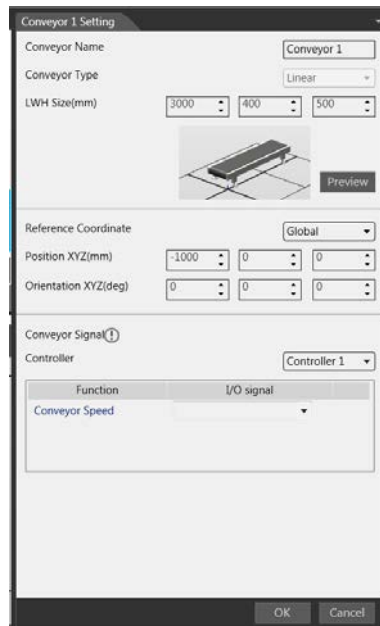 Conveyor 1 Setting
Conveyor Name Conveyor 1
Conveyor Type Linear
LWH Size(mm) 3000 400 500
Preview
Reference Coordinate Global
Position XYZ(mm) -1000 0 0
Orientation XYZ(deg) 0 0 0
Conveyor Signal
Controller Controller 1
Function I/O signal
Conveyor Speed
OK Cancel